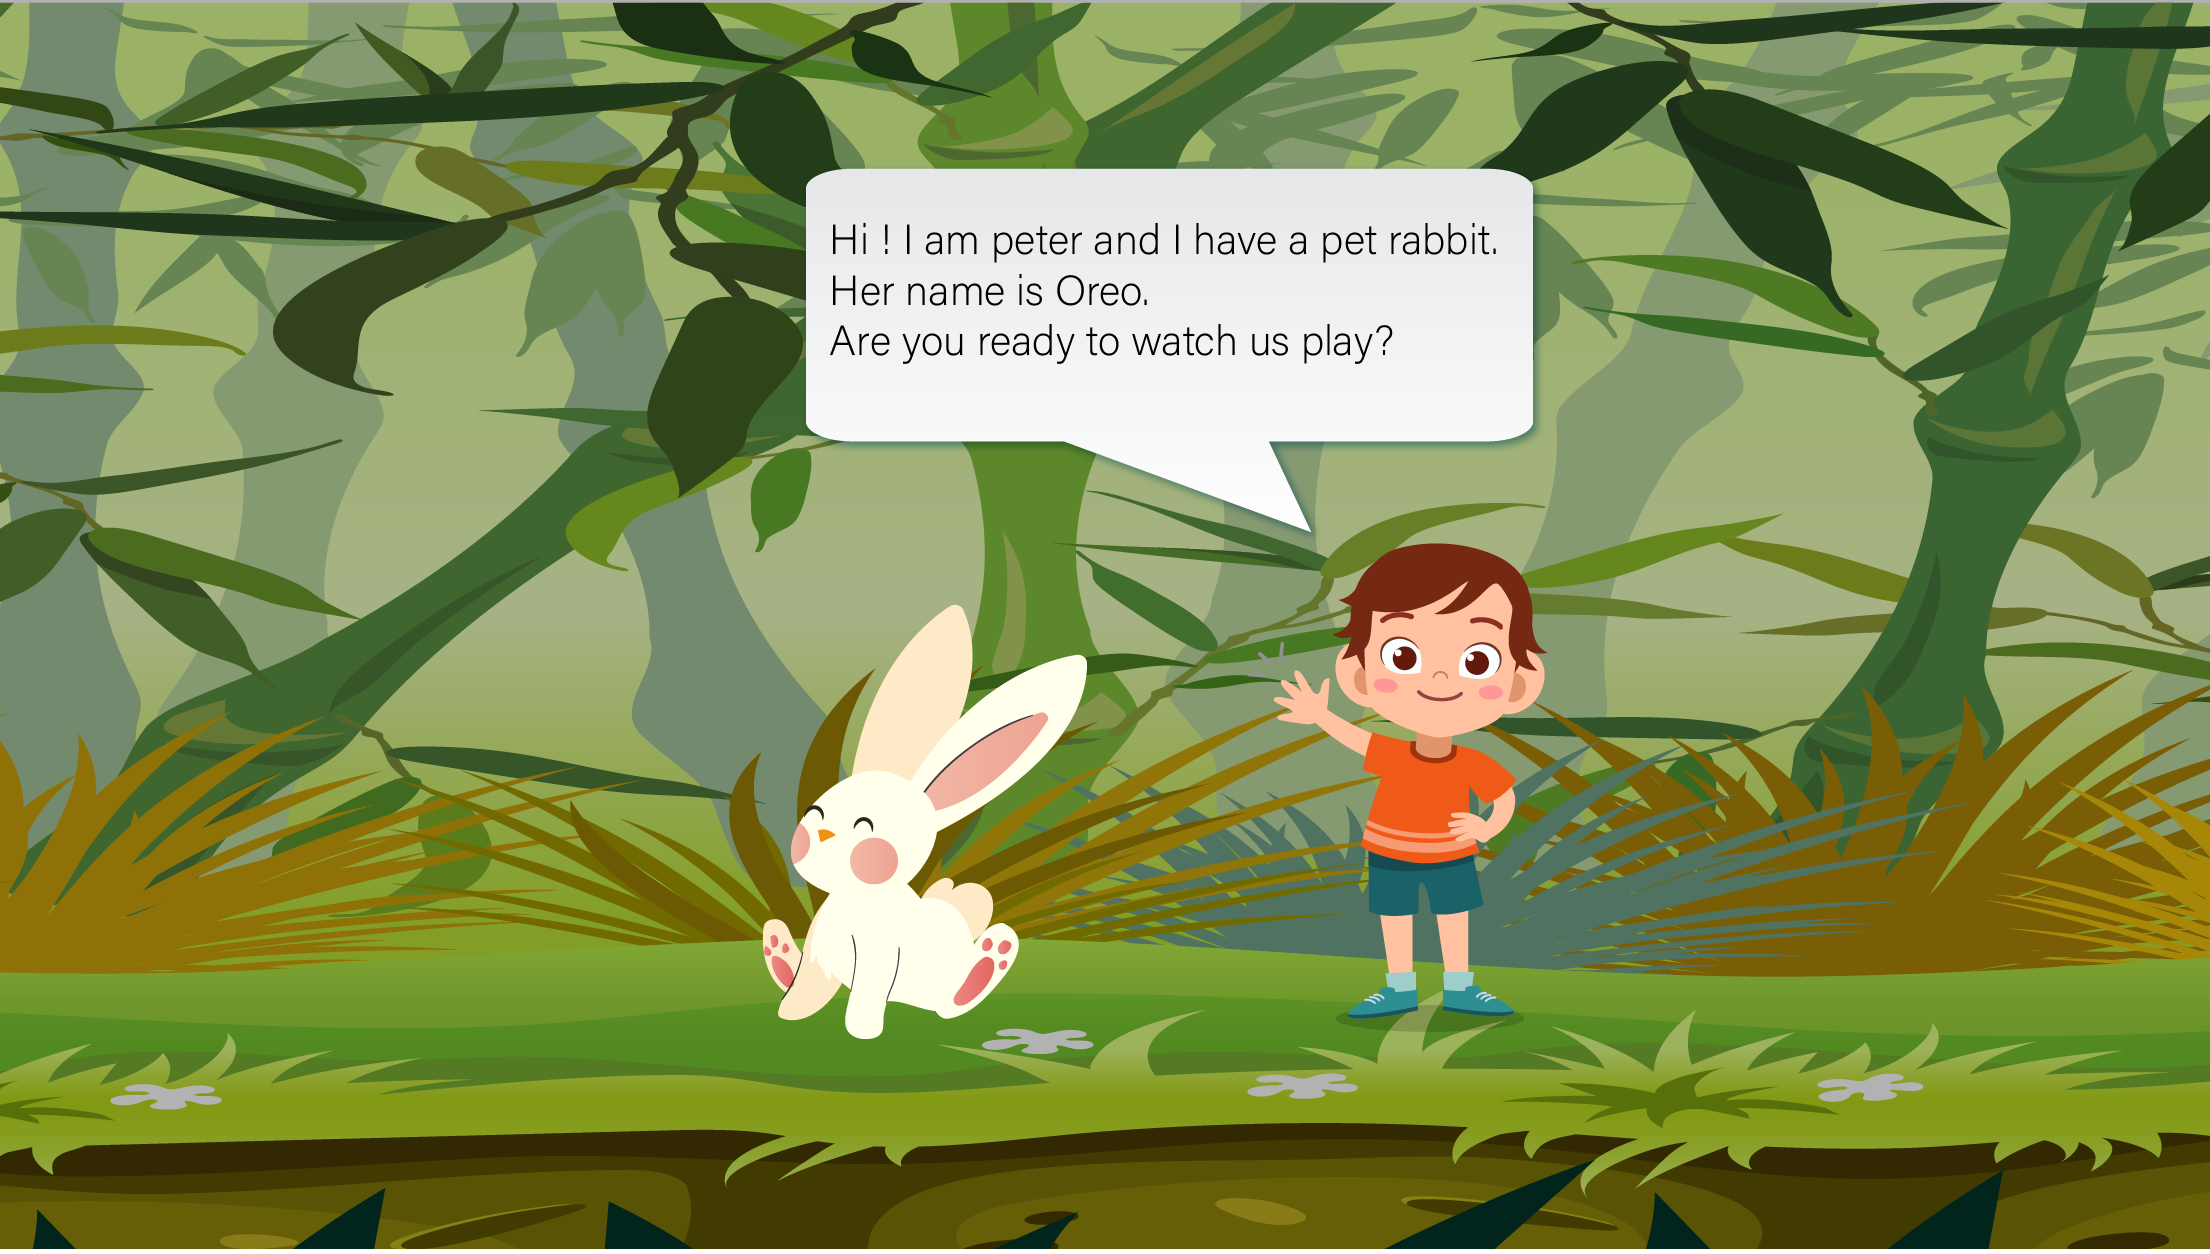 Hi ! I am peter and I have a pet rabbit.
Her name is Oreo.
Are you ready to watch us play?